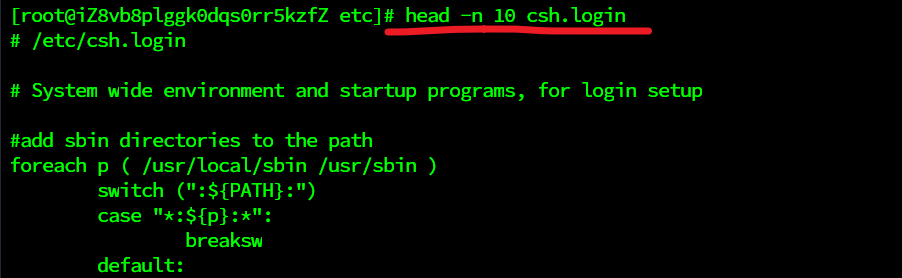 [root@iZ8vb8plggk0dqs0rr5kzfZ etc]# head -n 10 csh.login
# /etc/csh.login

# System wide environment and startup programs, for login setup

#add sbin directories to the path
foreach p ( /usr/local/sbin /usr/sbin )
        switch (":${PATH}:")
        case "*:${p}:*":
                breaksw
        default: